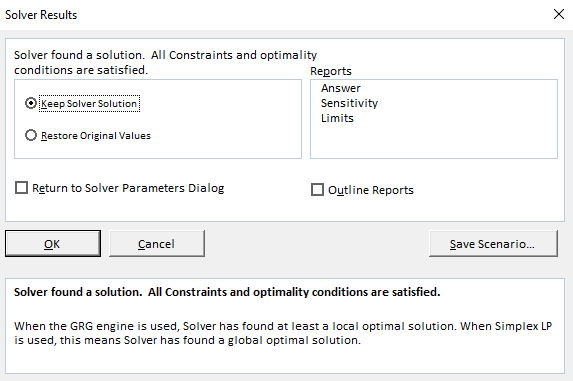 Solver Results
Solver found a solution. All Constraints and optimality
conditions are satisfied.
Reports
Answer
Sensitivity
Limits
Keep Solver Solution
Restore Original Values
Return to Solver Parameters Dialog
Outline Reports
OK
Cancel
Save Scenario...
Solver found a solution. All Constraints and optimality conditions are satisfied.
When the GRG engine is used, Solver has found at least a local optimal solution. When Simplex LP
is used, this means Solver has found a global optimal solution.